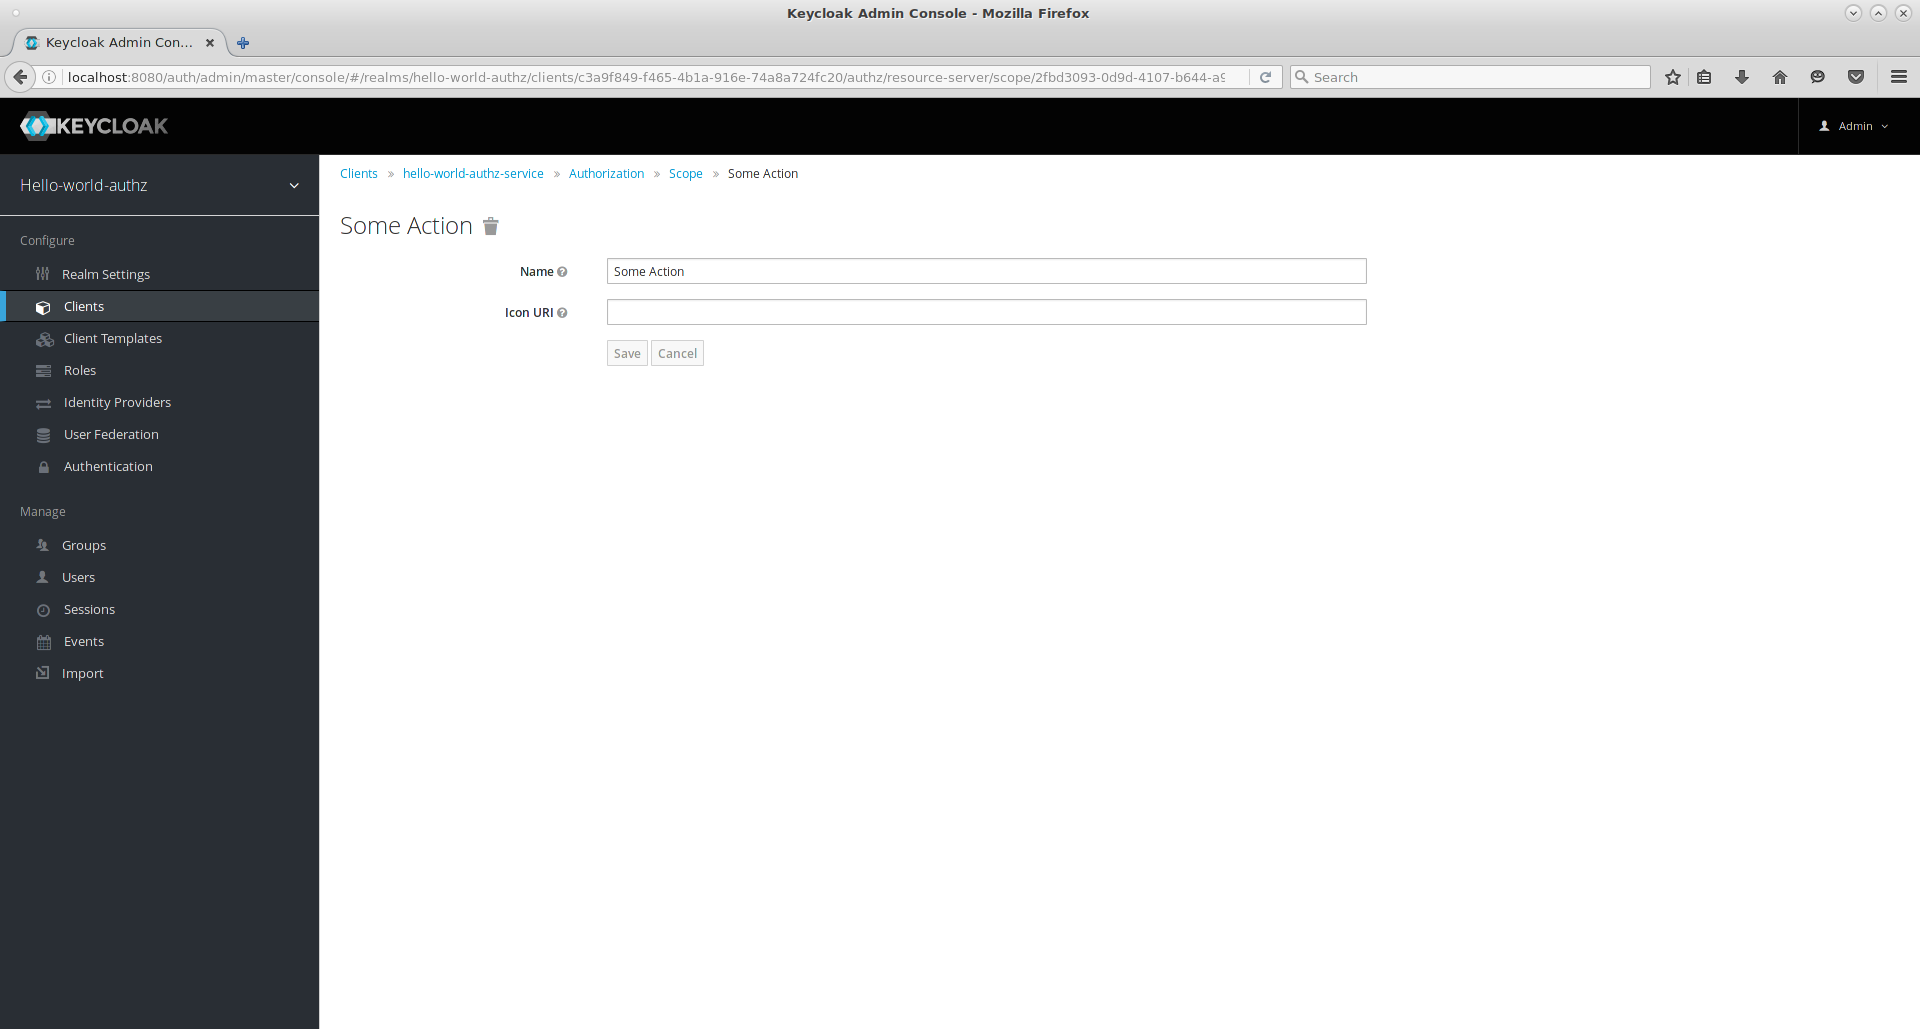 Keycloak Admin Console - Mozilla Firefox
Keycloak Admin Con...
localhost:8080/auth/admin/master/console/#/realms/hello-world-authz/clients/c3a9f849-f465-4b1a-916e-74a8a724fc20/authz/resource-server/scope/2fbd3093-0d9d-4107-b644-a9
Search
KEYCLOAK
Admin
Hello-world-authz
Clients » hello-world-authz-service » Authorization » Scope » Some Action
Some Action
Name
Some Action
Icon URI
Save Cancel
Configure
Realm Settings
Clients
Client Templates
Roles
Identity Providers
User Federation
Authentication
Manage
Groups
Users
Sessions
Events
Import